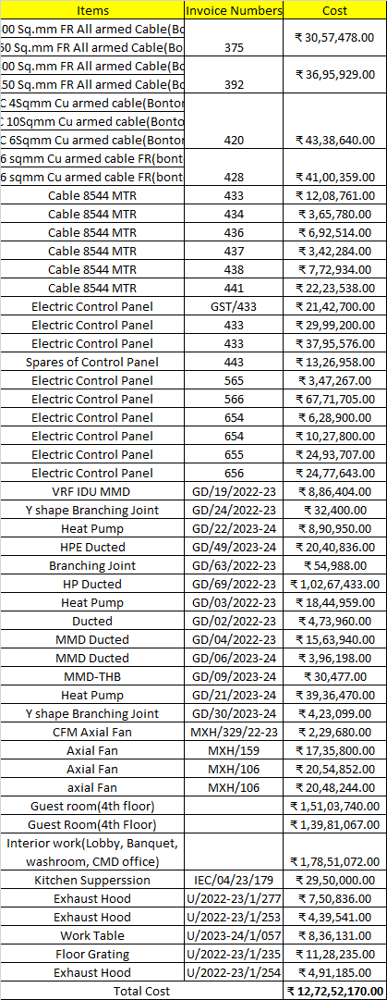 Items Invoice Numbers Cost
00 Sq.mm FR All armed Cable(Bo
50 Sq.mm FR All armed Cable(Bo 375 ₹ 30,57,478.00
00 Sq.mm FR All armed Cable(Bo
50 Sq.mm FR All armed Cable(Bo 392 ₹ 36,95,929.00
C 4Sqmm Cu armed cable(Bonton
C 10Sqmm Cu armed cable(Bonto
C 6Sqmm Cu armed cable(Bonton 420 ₹ 43,38,640.00
6 sqmm Cu armed cable FR(bont
6 sqmm Cu armed cable FR(bont 428 ₹ 41,00,359.00
Cable 8544 MTR 433 ₹ 12,08,761.00
Cable 8544 MTR 434 ₹ 3,65,780.00
Cable 8544 MTR 436 ₹ 6,92,514.00
Cable 8544 MTR 437 ₹ 3,42,284.00
Cable 8544 MTR 438 ₹ 7,72,934.00
Cable 8544 MTR 441 ₹ 22,23,538.00
Electric Control Panel GST/433 ₹ 21,42,700.00
Electric Control Panel 433 ₹ 29,99,200.00
Electric Control Panel 433 ₹ 37,95,576.00
Spares of Control Panel 443 ₹ 13,26,958.00
Electric Control Panel 565 ₹ 3,47,267.00
Electric Control Panel 566 ₹ 67,71,705.00
Electric Control Panel 654 ₹ 6,28,900.00
Electric Control Panel 654 ₹ 10,27,800.00
Electric Control Panel 655 ₹ 24,93,707.00
Electric Control Panel 656 ₹ 24,77,643.00
VRF IDU MMD GD/19/2022-23 ₹ 8,86,404.00
Y shape Branching Joint GD/24/2022-23 ₹ 32,400.00
Heat Pump GD/22/2023-24 ₹ 8,90,950.00
HPE Ducted GD/49/2023-24 ₹ 20,40,836.00
Branching Joint GD/63/2022-23 ₹ 54,988.00
HP Ducted GD/69/2022-23 ₹ 1,02,67,433.00
Heat Pump GD/03/2022-23 ₹ 18,44,959.00
Ducted GD/02/2022-23 ₹ 4,73,960.00
MMD Ducted GD/04/2022-23 ₹ 15,63,940.00
MMD Ducted GD/06/2023-24 ₹ 3,96,198.00
MMD-THB GD/09/2023-24 ₹ 30,477.00
Heat Pump GD/21/2023-24 ₹ 39,36,470.00
Y shape Branching Joint GD/30/2023-24 ₹ 4,23,099.00
CFM Axial Fan MXH/329/22-23 ₹ 2,29,680.00
Axial Fan MXH/159 ₹ 17,35,800.00
Axial Fan MXH/106 ₹ 20,54,852.00
axial Fan MXH/106 ₹ 20,48,244.00
Guest room(4th floor) ₹ 1,51,03,740.00
Guest Room(4th Floor) ₹ 1,39,81,067.00
Interior work(Lobby, Banquet,
washroom, CMD office) ₹ 1,78,51,072.00
Kitchen Supperssion IEC/04/23/179 ₹ 29,50,000.00
Exhaust Hood U/2022-23/1/277 ₹ 7,50,836.00
Exhaust Hood U/2022-23/1/253 ₹ 4,39,541.00
Work Table U/2023-24/1/057 ₹ 8,36,131.00
Floor Grating U/2022-23/1/235 ₹ 11,28,235.00
Exhaust Hood U/2022-23/1/254 ₹ 4,91,185.00
Total Cost ₹ 12,72,52,170.00